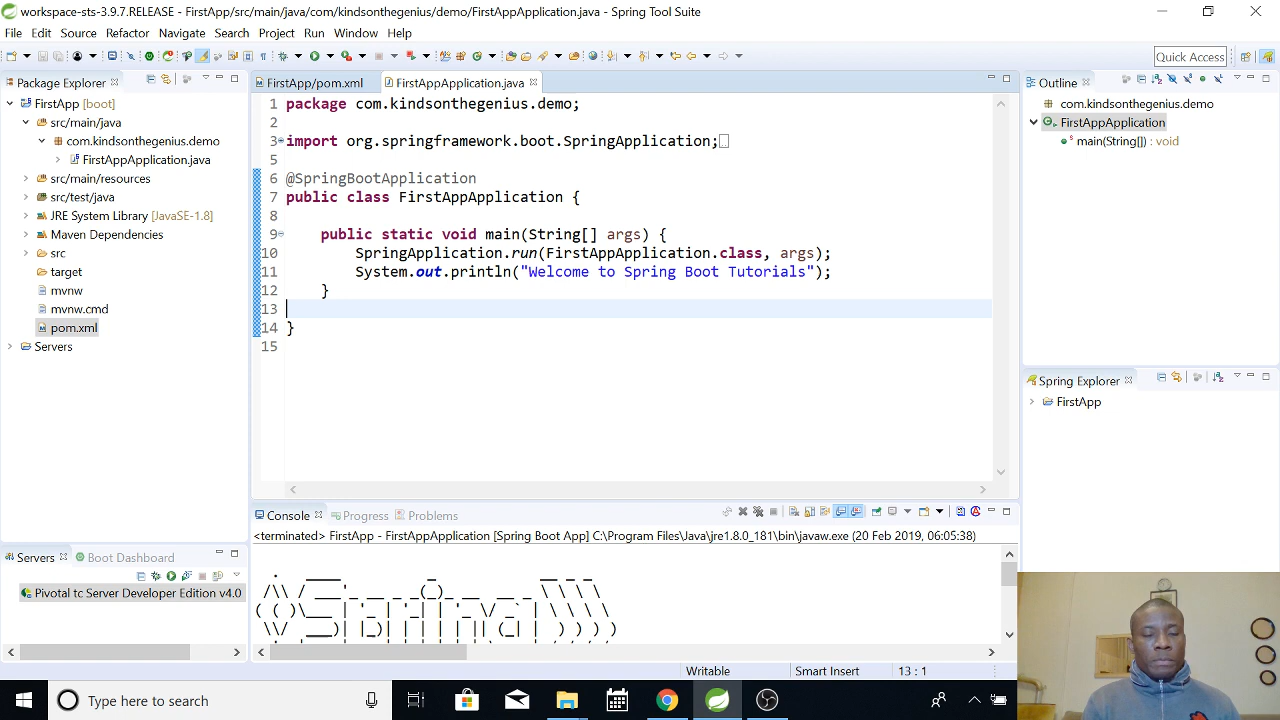 workspace-sts-3.9.7.RELEASE - FirstApp/src/main/java/com/kindsonthegenius/demo/FirstAppApplication.java - Spring Tool Suite
File Edit Source Refactor Navigate Search Project Run Window Help
Quick Access
Package Explorer
FirstApp [boot]
src/main/java
com.kindsonthegenius.demo
FirstAppApplication.java
src/main/resources
src/test/java
JRE System Library [JavaSE-1.8]
Maven Dependencies
src
target
mvnw
mvnw.cmd
pom.xml
Servers
FirstApp/pom.xml FirstAppApplication.java
1 package com.kindsonthegenius.demo;
2
3 import org.springframework.boot.SpringApplication;
5
6 @SpringBootApplication
7 public class FirstAppApplication {
8
9 public static void main(String[] args) {
10 SpringApplication.run(FirstAppApplication.class, args);
11 System.out.println("Welcome to Spring Boot Tutorials");
12 }
13
14 }
15
Outline
com.kindsonthegenius.demo
FirstAppApplication
main(String[]) : void
Spring Explorer
FirstApp
Servers Boot Dashboard
Pivotal tc Server Developer Edition v4.0
Console Progress Problems
<terminated> FirstApp - FirstAppApplication [Spring Boot App] C:\Program Files\Java\jre1.8.0_181\bin\javaw.exe (20 Feb 2019, 06:05:38)
Writable Smart Insert 13 : 1
Type here to search